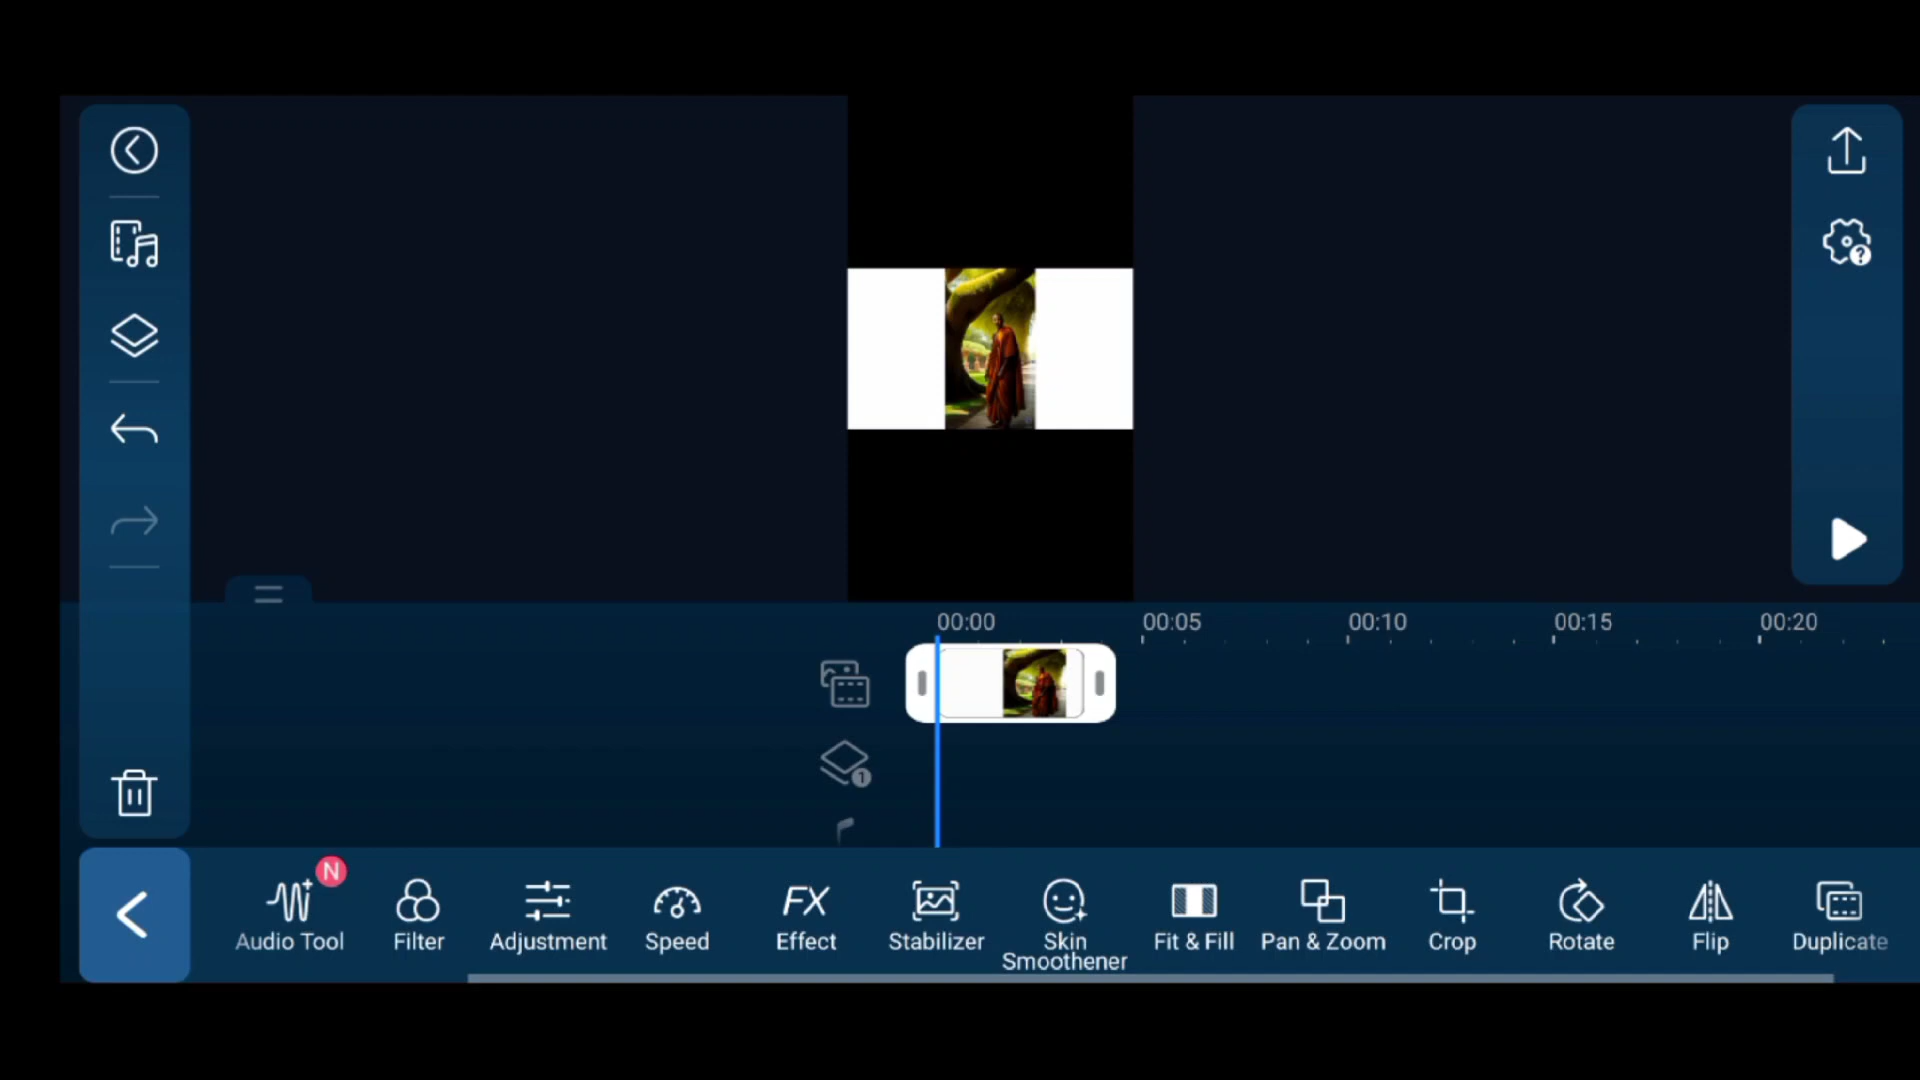 00:00 00:05 00:10 00:15 00:20
1
N
Audio Tool Filter Adjustment Speed FX Effect Stabilizer Skin Smoothener Fit & Fill Pan & Zoom Crop Rotate Flip Duplicate